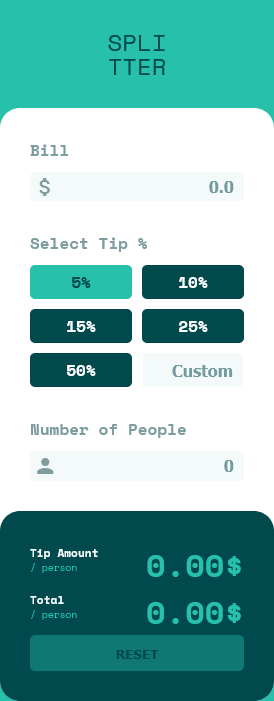 SPLI
TTER
Bill
$ 0.0
Select Tip %
5% 10%
15% 25%
50% Custom
Number of People
0
Tip Amount
/ person 0.00$
Total
/ person 0.00$
RESET